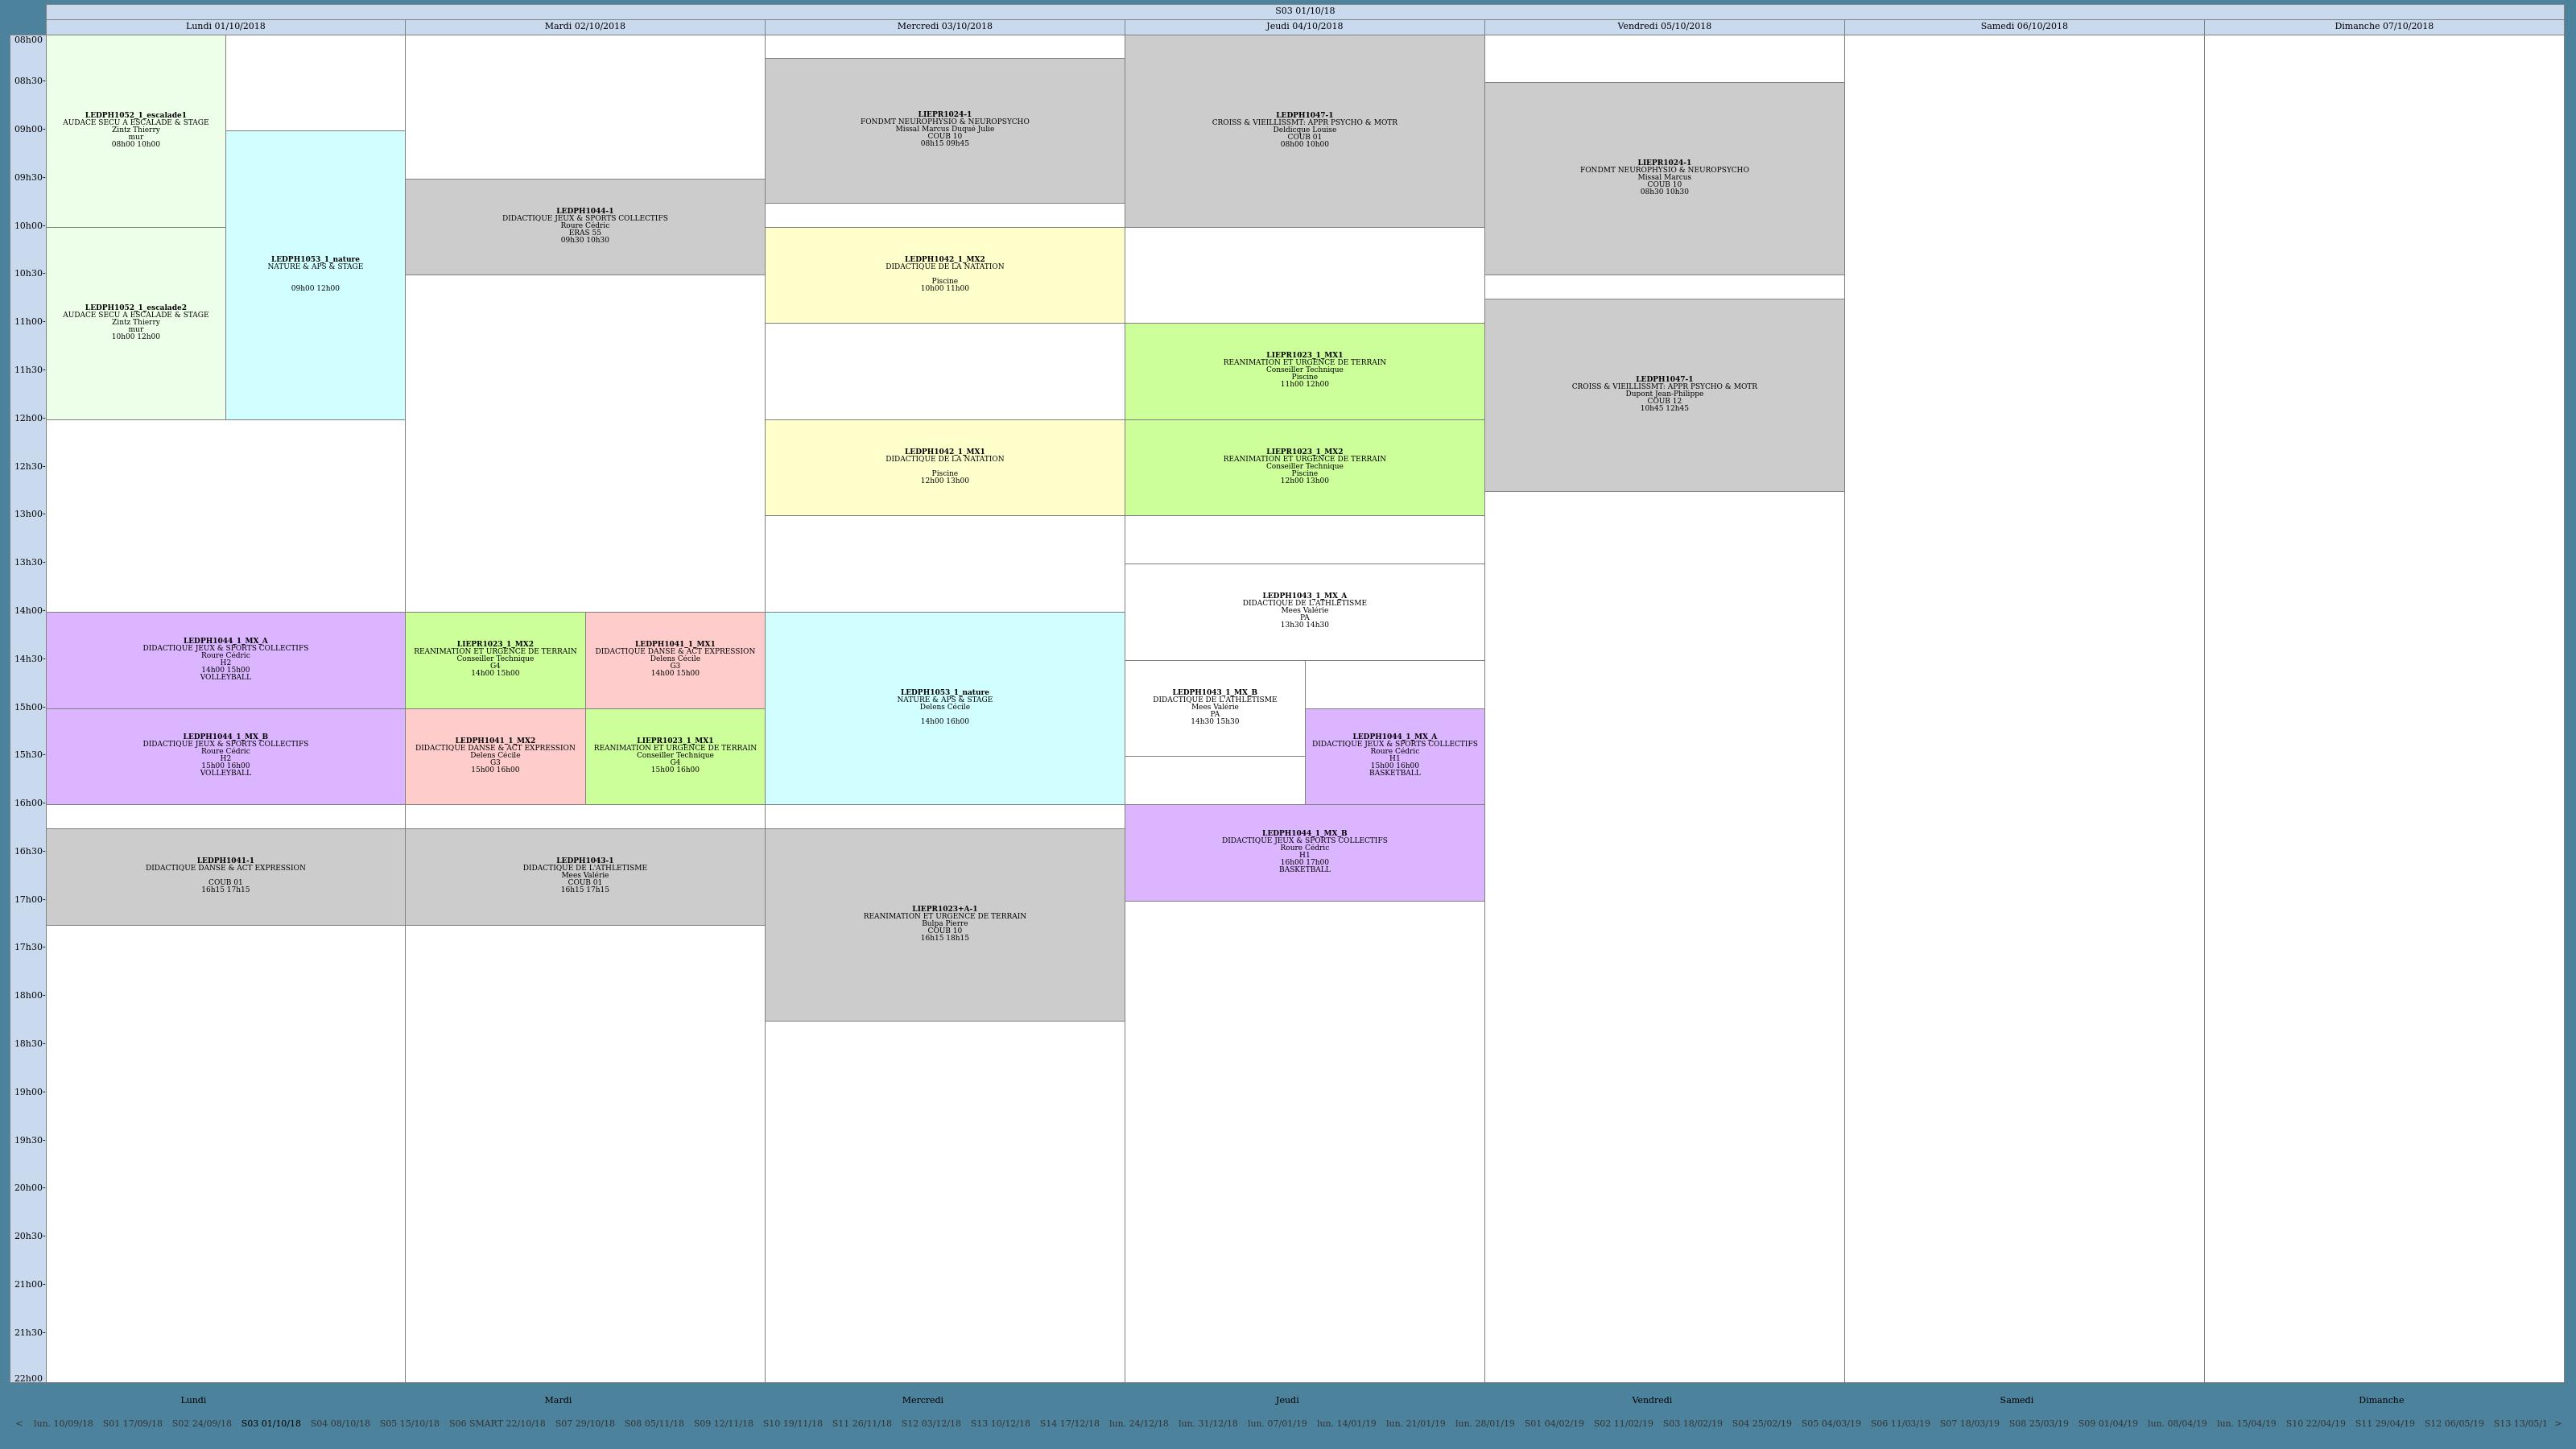 S03 01/10/18
Lundi 01/10/2018
Mardi 02/10/2018
Mercredi 03/10/2018
Jeudi 04/10/2018
Vendredi 05/10/2018
Samedi 06/10/2018
Dimanche 07/10/2018
08h00
08h30-
09h00-
09h30-
10h00-
10h30-
11h00-
11h30-
12h00-
12h30-
13h00-
13h30-
14h00-
14h30-
15h00-
15h30-
16h00-
16h30-
17h00-
17h30-
18h00-
18h30-
19h00-
19h30-
20h00-
20h30-
21h00-
21h30-
22h00
LEDPH1052_1_escalade1
AUDACE SECU A ESCALADE & STAGE
Zintz Thierry
mur
08h00 10h00
LEDPH1052_1_escalade2
AUDACE SECU A ESCALADE & STAGE
Zintz Thierry
mur
10h00 12h00
LEDPH1053_1_nature
NATURE & APS & STAGE
09h00 12h00
LEDPH1044_1_MX_A
DIDACTIQUE JEUX & SPORTS COLLECTIFS
Roure Cédric
H2
14h00 15h00
VOLLEYBALL
LEDPH1044_1_MX_B
DIDACTIQUE JEUX & SPORTS COLLECTIFS
Roure Cédric
H2
15h00 16h00
VOLLEYBALL
LEDPH1041-1
DIDACTIQUE DANSE & ACT EXPRESSION
COUB 01
16h15 17h15
LEDPH1044-1
DIDACTIQUE JEUX & SPORTS COLLECTIFS
Roure Cédric
ERAS 55
09h30 10h30
LIEPR1023_1_MX2
REANIMATION ET URGENCE DE TERRAIN
Conseiller Technique
G4
14h00 15h00
LEDPH1041_1_MX1
DIDACTIQUE DANSE & ACT EXPRESSION
Delens Cécile
G3
14h00 15h00
LEDPH1041_1_MX2
DIDACTIQUE DANSE & ACT EXPRESSION
Delens Cécile
G3
15h00 16h00
LIEPR1023_1_MX1
REANIMATION ET URGENCE DE TERRAIN
Conseiller Technique
G4
15h00 16h00
LEDPH1043-1
DIDACTIQUE DE L'ATHLETISME
Mees Valérie
COUB 01
16h15 17h15
LIEPR1024-1
FONDMT NEUROPHYSIO & NEUROPSYCHO
Missal Marcus Duqué Julie
COUB 10
08h15 09h45
LEDPH1042_1_MX2
DIDACTIQUE DE LA NATATION
Piscine
10h00 11h00
LEDPH1042_1_MX1
DIDACTIQUE DE LA NATATION
Piscine
12h00 13h00
LEDPH1053_1_nature
NATURE & APS & STAGE
Delens Cécile
14h00 16h00
LIEPR1023+A-1
REANIMATION ET URGENCE DE TERRAIN
Bulpa Pierre
COUB 10
16h15 18h15
LEDPH1047-1
CROISS & VIEILLISSMT: APPR PSYCHO & MOTR
Deldicque Louise
COUB 01
08h00 10h00
LIEPR1023_1_MX1
REANIMATION ET URGENCE DE TERRAIN
Conseiller Technique
Piscine
11h00 12h00
LIEPR1023_1_MX2
REANIMATION ET URGENCE DE TERRAIN
Conseiller Technique
Piscine
12h00 13h00
LEDPH1043_1_MX_A
DIDACTIQUE DE L'ATHLETISME
Mees Valérie
PA
13h30 14h30
LEDPH1043_1_MX_B
DIDACTIQUE DE L'ATHLETISME
Mees Valérie
PA
14h30 15h30
LEDPH1044_1_MX_A
DIDACTIQUE JEUX & SPORTS COLLECTIFS
Roure Cédric
H1
15h00 16h00
BASKETBALL
LEDPH1044_1_MX_B
DIDACTIQUE JEUX & SPORTS COLLECTIFS
Roure Cédric
H1
16h00 17h00
BASKETBALL
LIEPR1024-1
FONDMT NEUROPHYSIO & NEUROPSYCHO
Missal Marcus
COUB 10
08h30 10h30
LEDPH1047-1
CROISS & VIEILLISSMT: APPR PSYCHO & MOTR
Dupont Jean-Philippe
COUB 12
10h45 12h45
Lundi Mardi Mercredi Jeudi Vendredi Samedi Dimanche
< lun. 10/09/18 S01 17/09/18 S02 24/09/18 S03 01/10/18 S04 08/10/18 S05 15/10/18 S06 SMART 22/10/18 S07 29/10/18 S08 05/11/18 S09 12/11/18 S10 19/11/18 S11 26/11/18 S12 03/12/18 S13 10/12/18 S14 17/12/18 lun. 24/12/18 lun. 31/12/18 lun. 07/01/19 lun. 14/01/19 lun. 21/01/19 lun. 28/01/19 S01 04/02/19 S02 11/02/19 S03 18/02/19 S04 25/02/19 S05 04/03/19 S06 11/03/19 S07 18/03/19 S08 25/03/19 S09 01/04/19 lun. 08/04/19 lun. 15/04/19 S10 22/04/19 S11 29/04/19 S12 06/05/19 S13 13/05/1 >